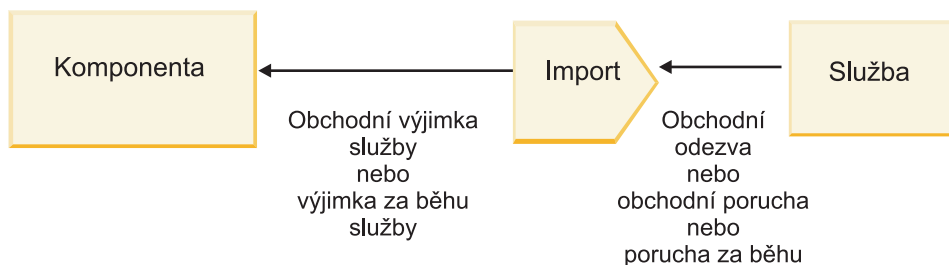 Komponenta
Import
Služba
Obchodní výjimka
služby
nebo
výjimka za běhu
služby
Obchodní
odezva
nebo
obchodní porucha
nebo
porucha za běhu